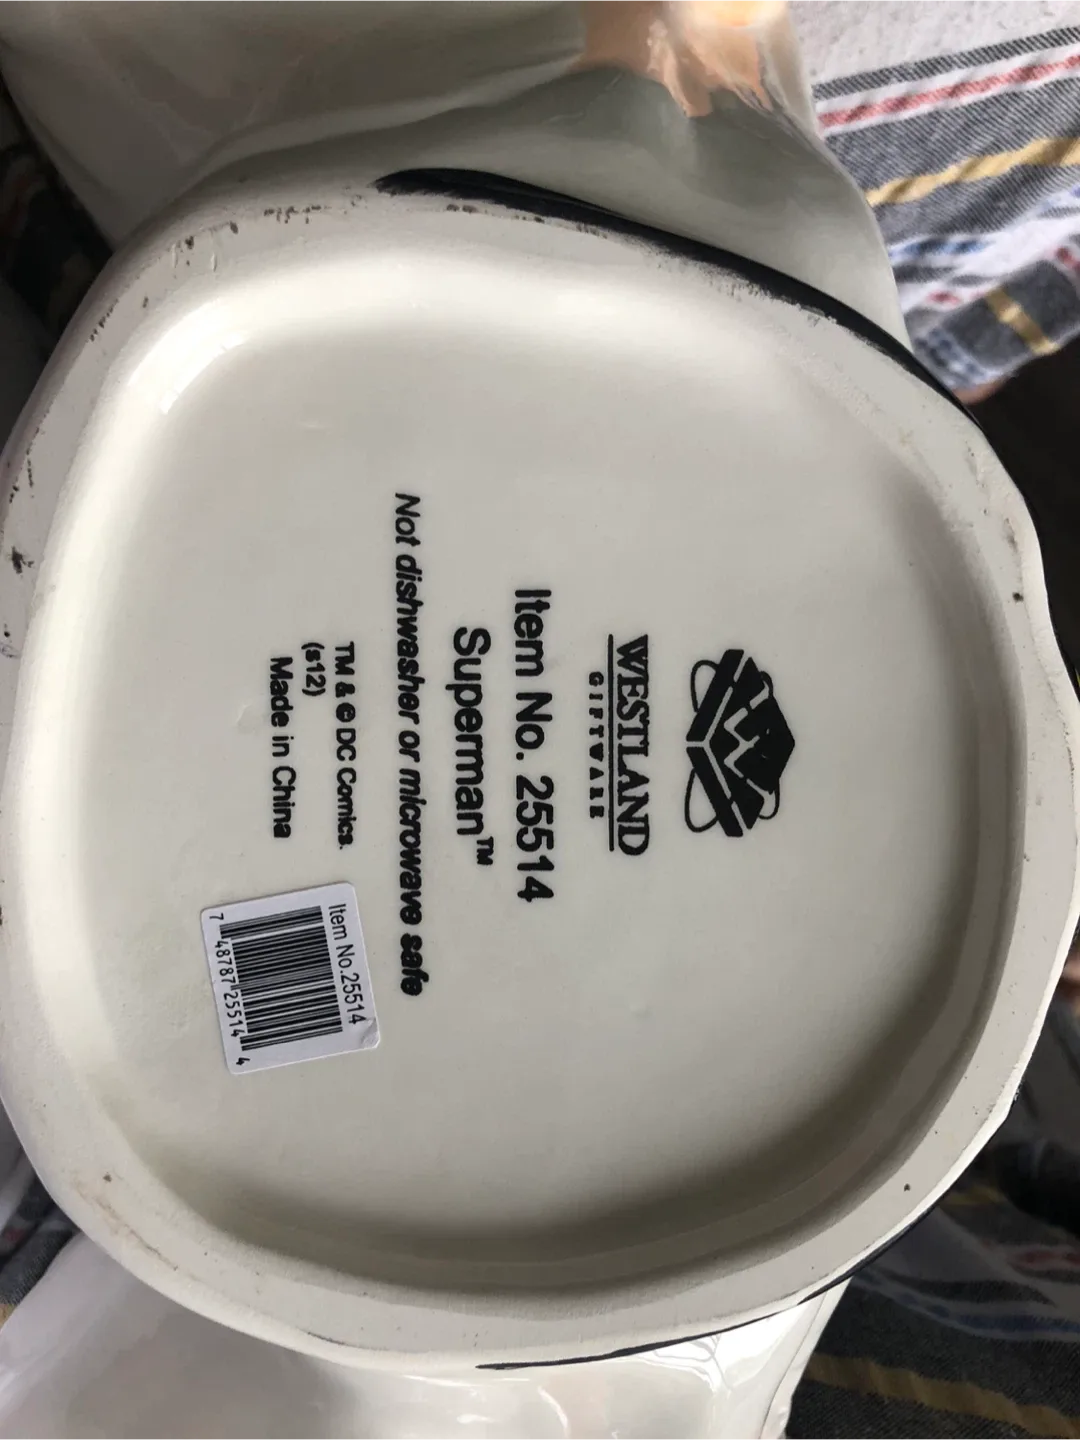 WESTLAND
GIFTWARE
Item No. 25514
Superman™
Not dishwasher or microwave safe
TM & © DC Comics.
(s12)
Made in China
Item No.25514
7 48787 25514 4